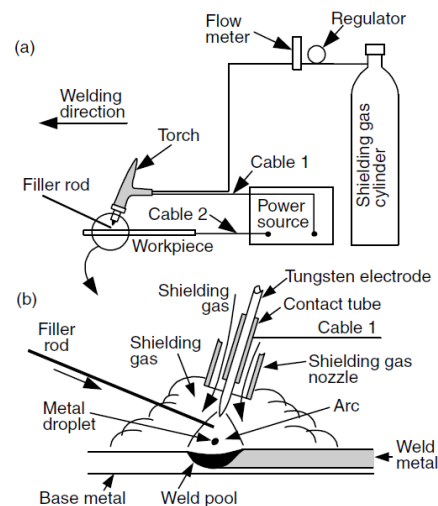 (a)
Flow
meter
Regulator
Welding
direction
Torch
Shielding gas
cylinder
Cable 1
Filler rod
Cable 2
Power
source
Workpiece
(b)
Tungsten electrode
Shielding
gas
Contact tube
Cable 1
Filler
rod
Shielding
gas
Shielding gas
nozzle
Metal
droplet
Arc
Weld
metal
Base metal
Weld pool